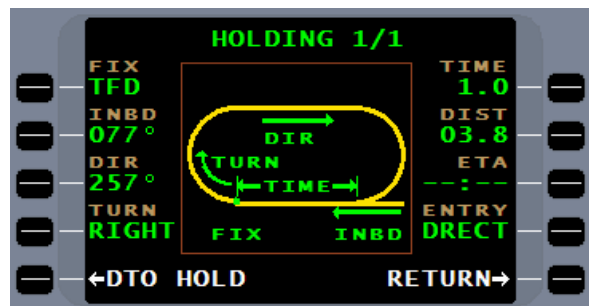 HOLDING 1/1
FIX TIME
TFD 1.0
INBD DIST
077° 03.8
DIR DIR ETA
257° TURN --:--
TIME
TURN ENTRY
RIGHT FIX INBD DRECT
←DTO HOLD RETURN→